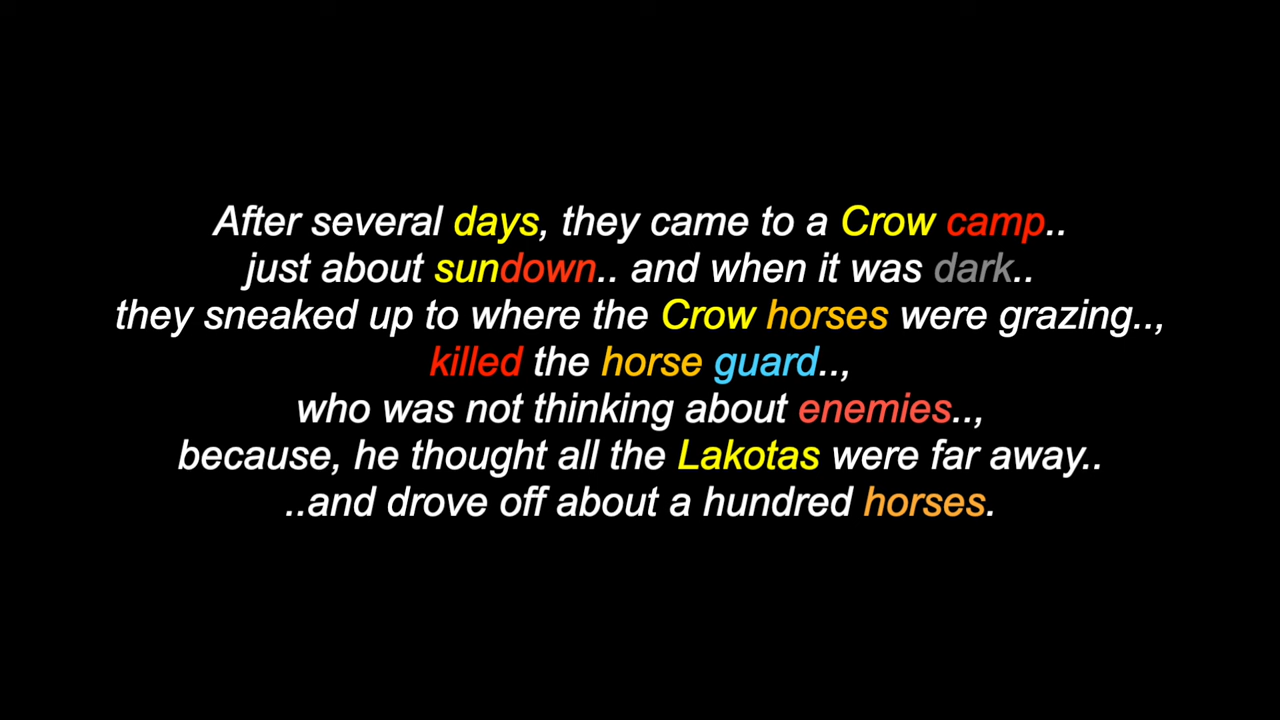 After several days, they came to a Crow camp..
just about sundown.. and when it was dark..
they sneaked up to where the Crow horses were grazing..,
killed the horse guard..,
who was not thinking about enemies..,
because, he thought all the Lakotas were far away..
..and drove off about a hundred horses.